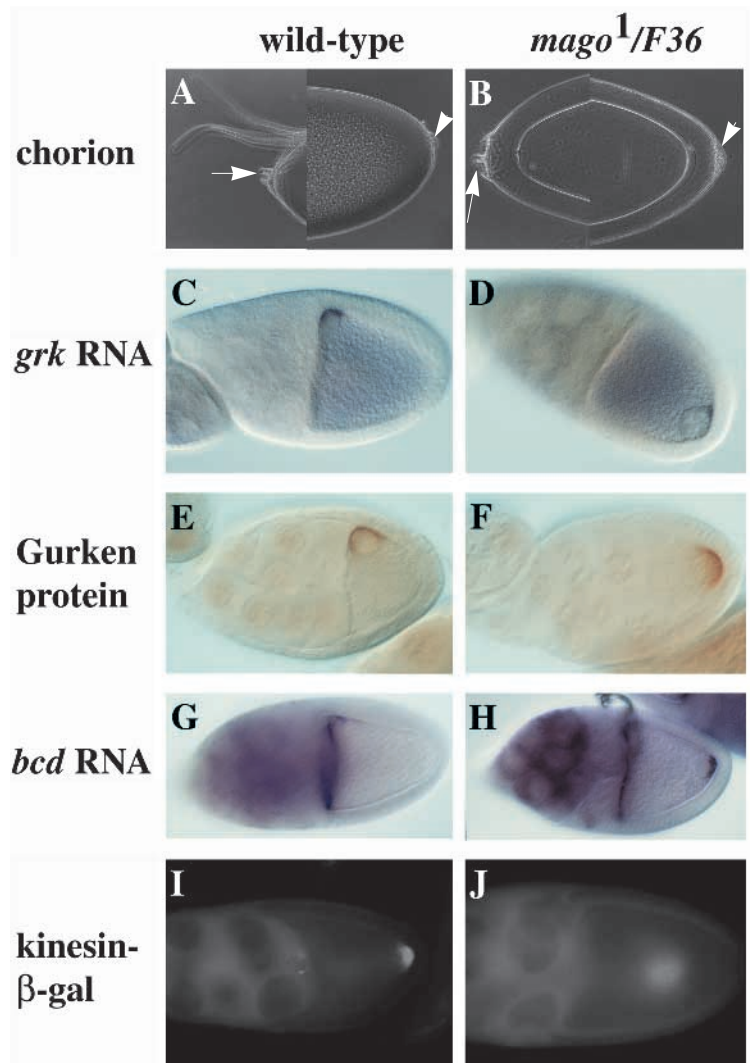 wild-type mago1/F36
chorion A B
grk RNA C D
Gurken protein E F
bcd RNA G H
kinesin-β-gal I J